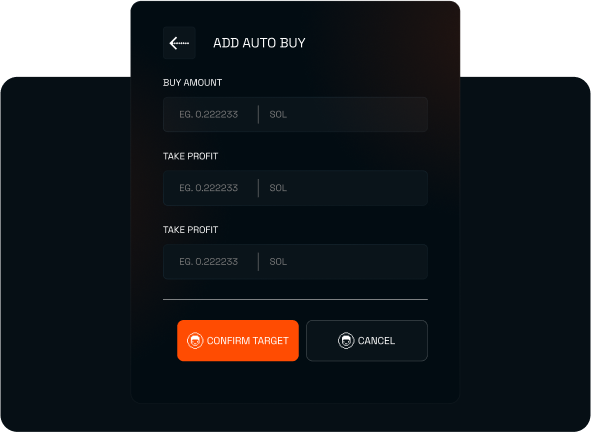 ADD AUTO BUY
BUY AMOUNT
EG. 0.222233 SOL
TAKE PROFIT
EG. 0.222233 SOL
TAKE PROFIT
EG. 0.222233 SOL
CONFIRM TARGET CANCEL